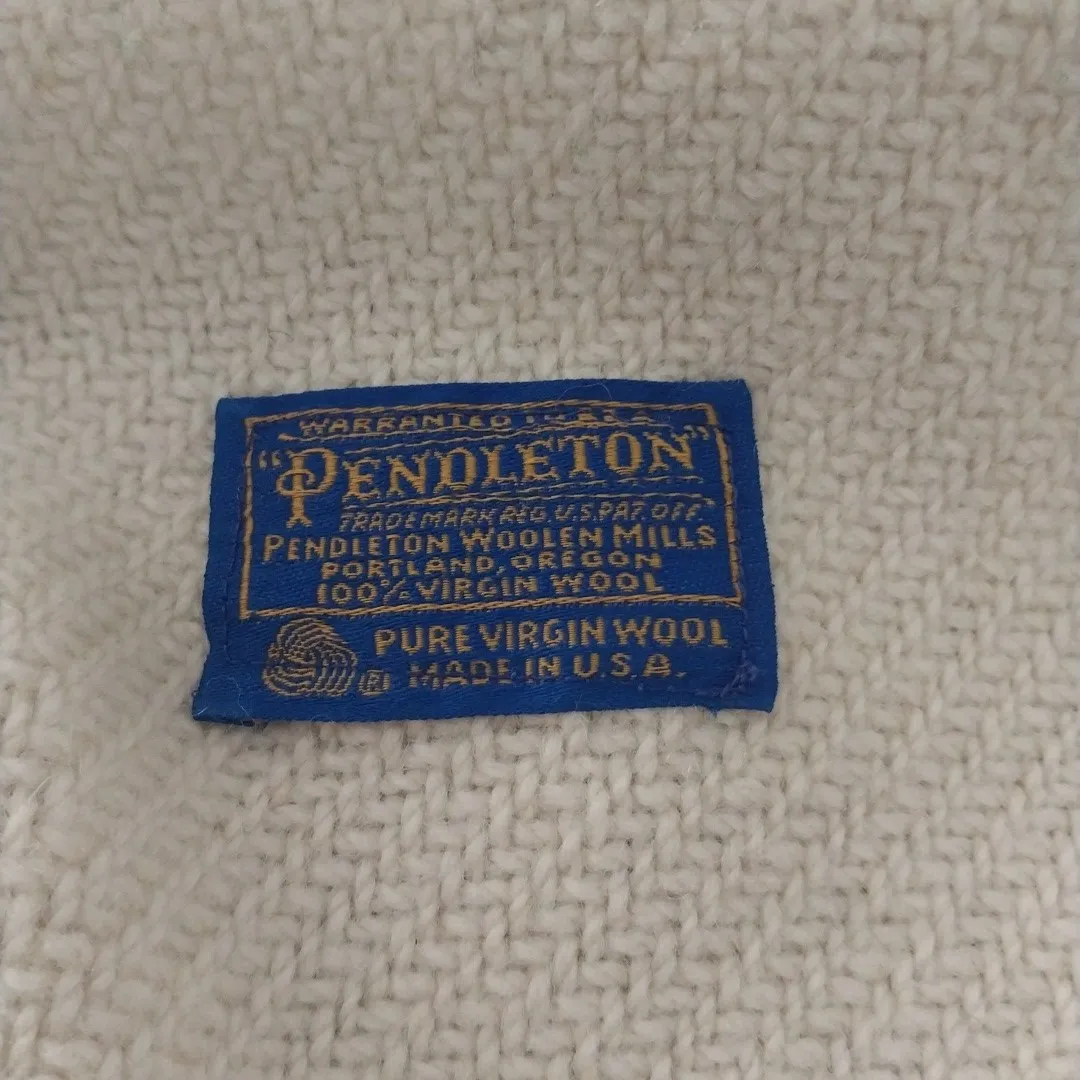 WARRANTED TO BE A
"PENDLETON"
TRADE MARK REG. U.S. PAT. OFF.
PENDLETON WOOLEN MILLS
PORTLAND, OREGON
100% VIRGIN WOOL
PURE VIRGIN WOOL
® MADE IN U.S.A.